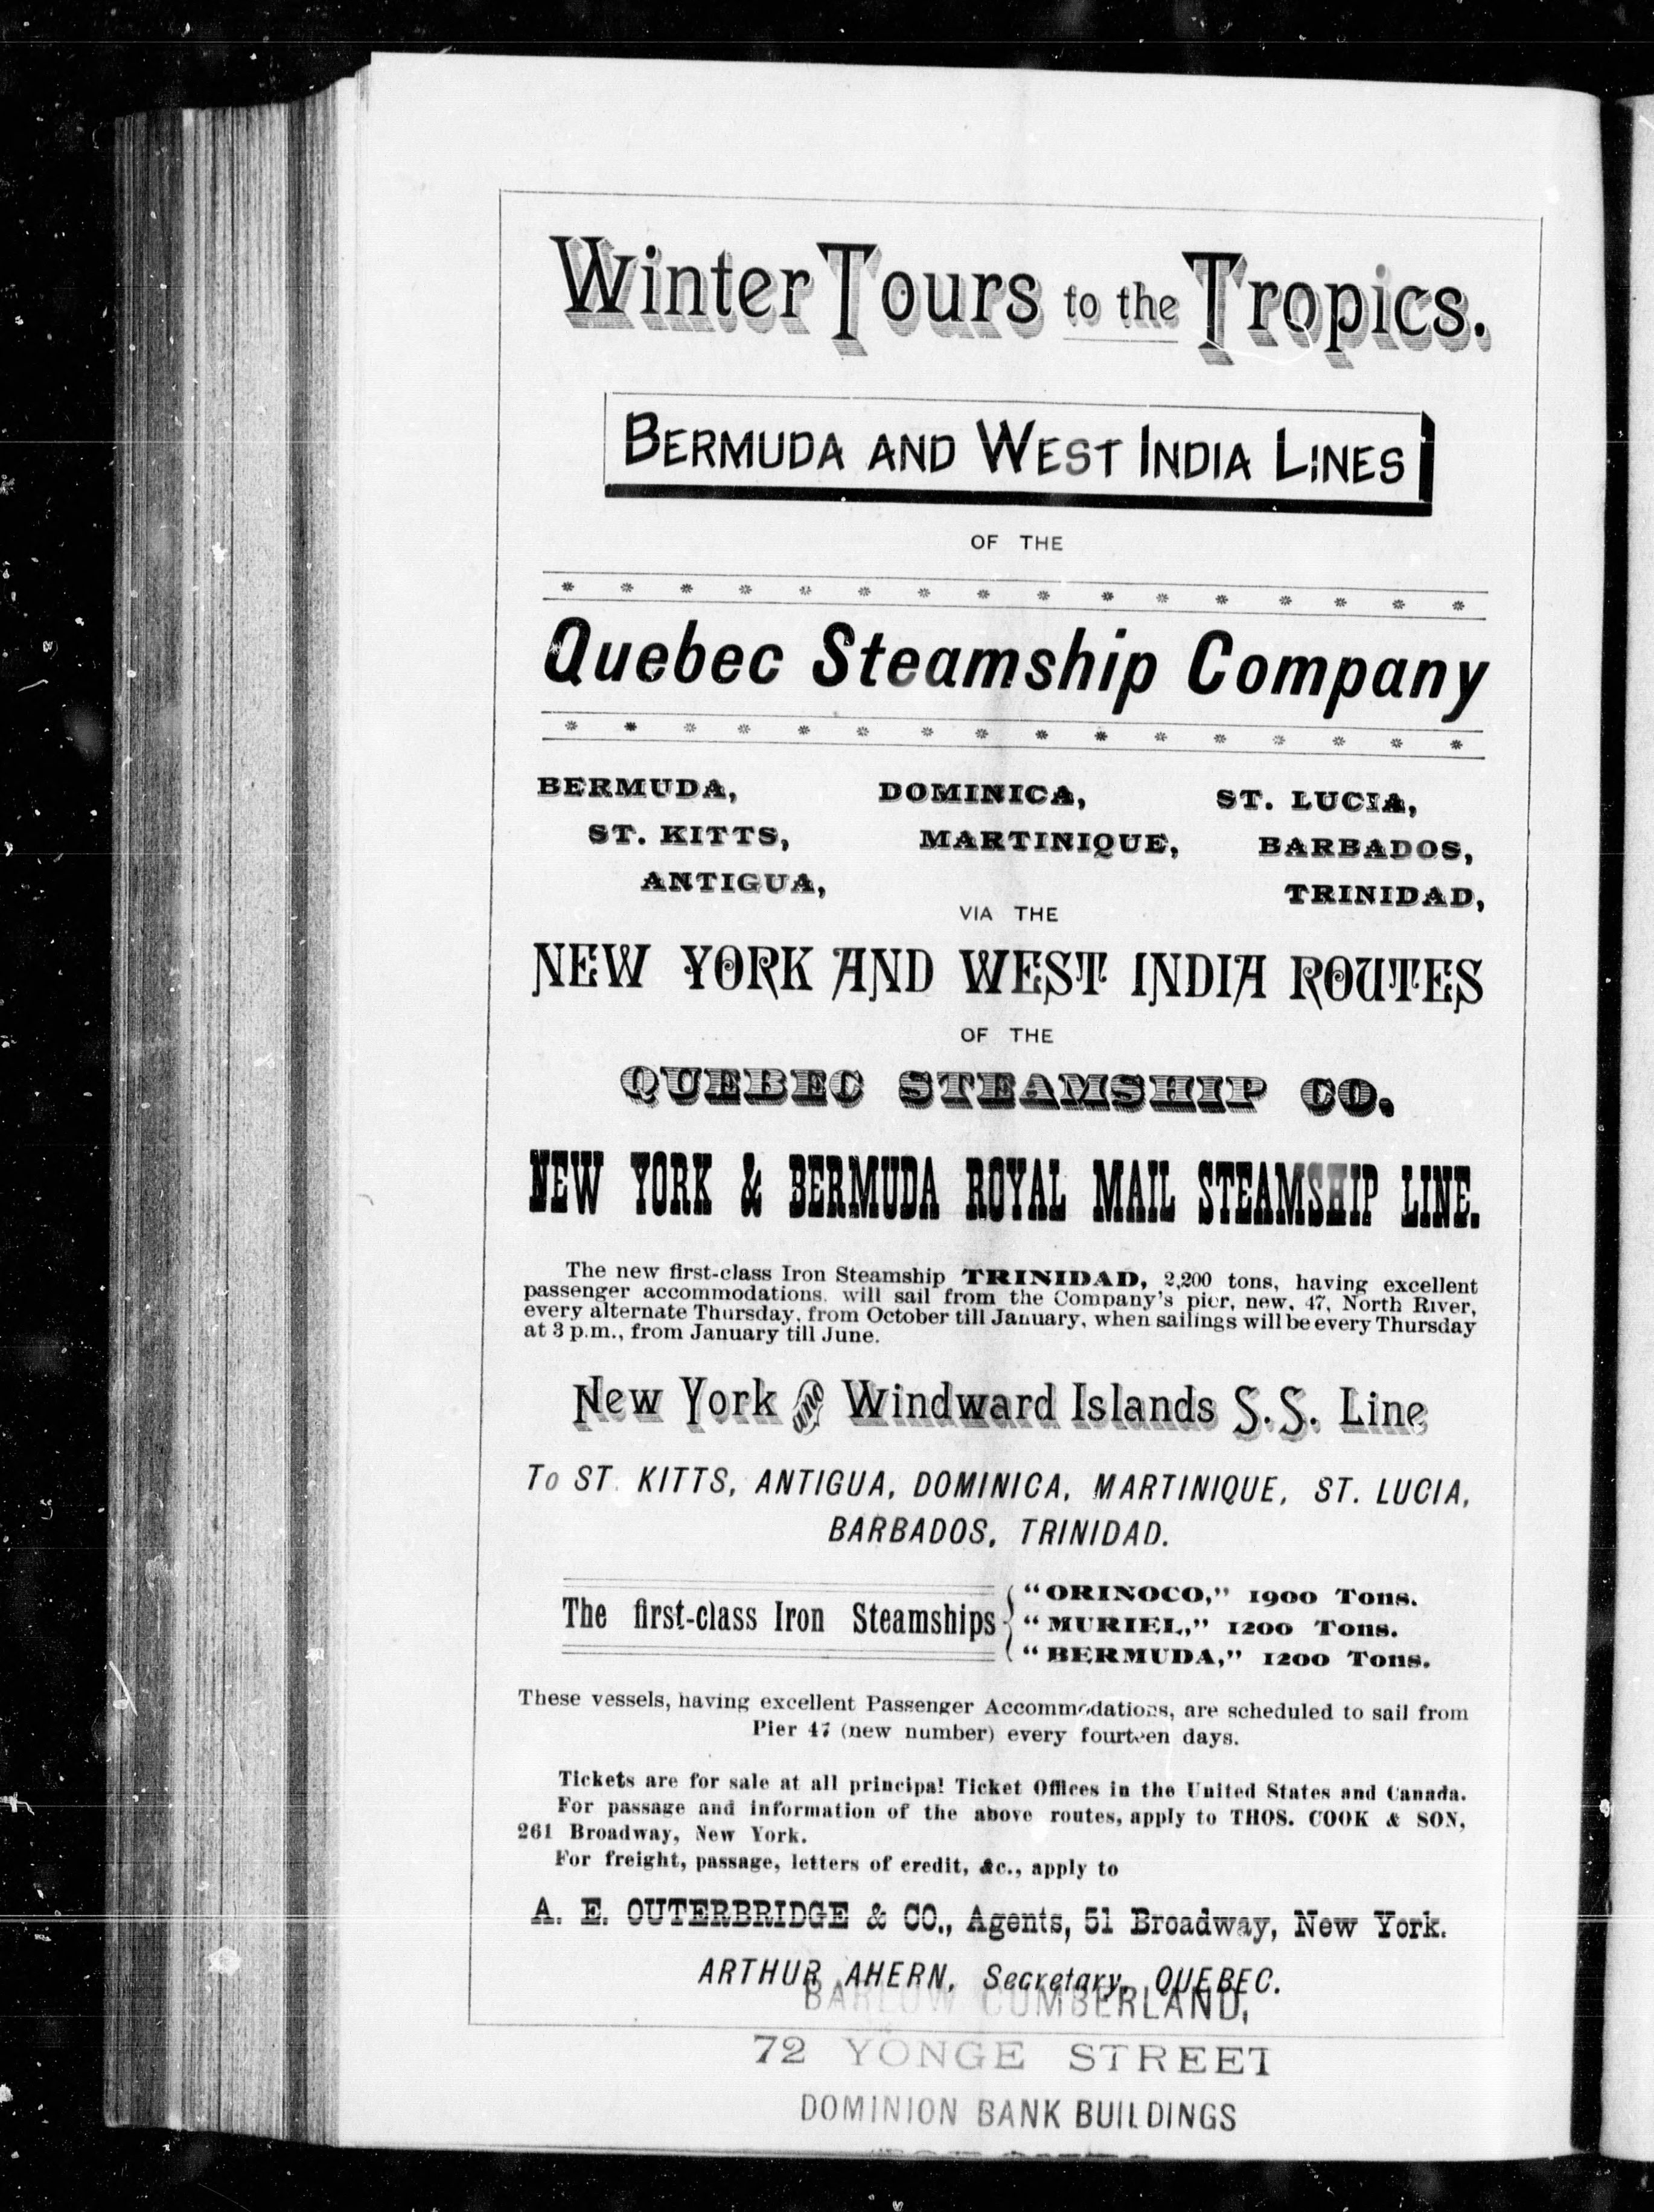 Winter Tours to the Tropics.
BERMUDA AND WEST INDIA LINES
OF THE
Quebec Steamship Company
BERMUDA, DOMINICA, ST. LUCIA,
ST. KITTS, MARTINIQUE, BARBADOS,
ANTIGUA, TRINIDAD,
VIA THE
NEW YORK AND WEST INDIA ROUTES
OF THE
QUEBEC STEAMSHIP CO.
NEW YORK & BERMUDA ROYAL MAIL STEAMSHIP LINE.
The new first-class Iron Steamship TRINIDAD, 2,200 tons, having excellent
passenger accommodations, will sail from the Company's pier, new, 47, North River,
every alternate Thursday, from October till January, when sailings will be every Thursday
at 3 p.m., from January till June.
New York AND Windward Islands S.S. Line
To ST. KITTS, ANTIGUA, DOMINICA, MARTINIQUE, ST. LUCIA,
BARBADOS, TRINIDAD.
The first-class Iron Steamships
"ORINOCO," 1900 Tons.
"MURIEL," 1200 Tons.
"BERMUDA," 1200 Tons.
These vessels, having excellent Passenger Accommodations, are scheduled to sail from
Pier 47 (new number) every fourteen days.
Tickets are for sale at all principal Ticket Offices in the United States and Canada.
For passage and information of the above routes, apply to THOS. COOK & SON,
261 Broadway, New York.
For freight, passage, letters of credit, &c., apply to
A. E. OUTERBRIDGE & CO., Agents, 51 Broadway, New York.
ARTHUR AHERN, Secretary, QUEBEC.
BARLOW CUMBERLAND,
72 YONGE STREET
DOMINION BANK BUILDINGS